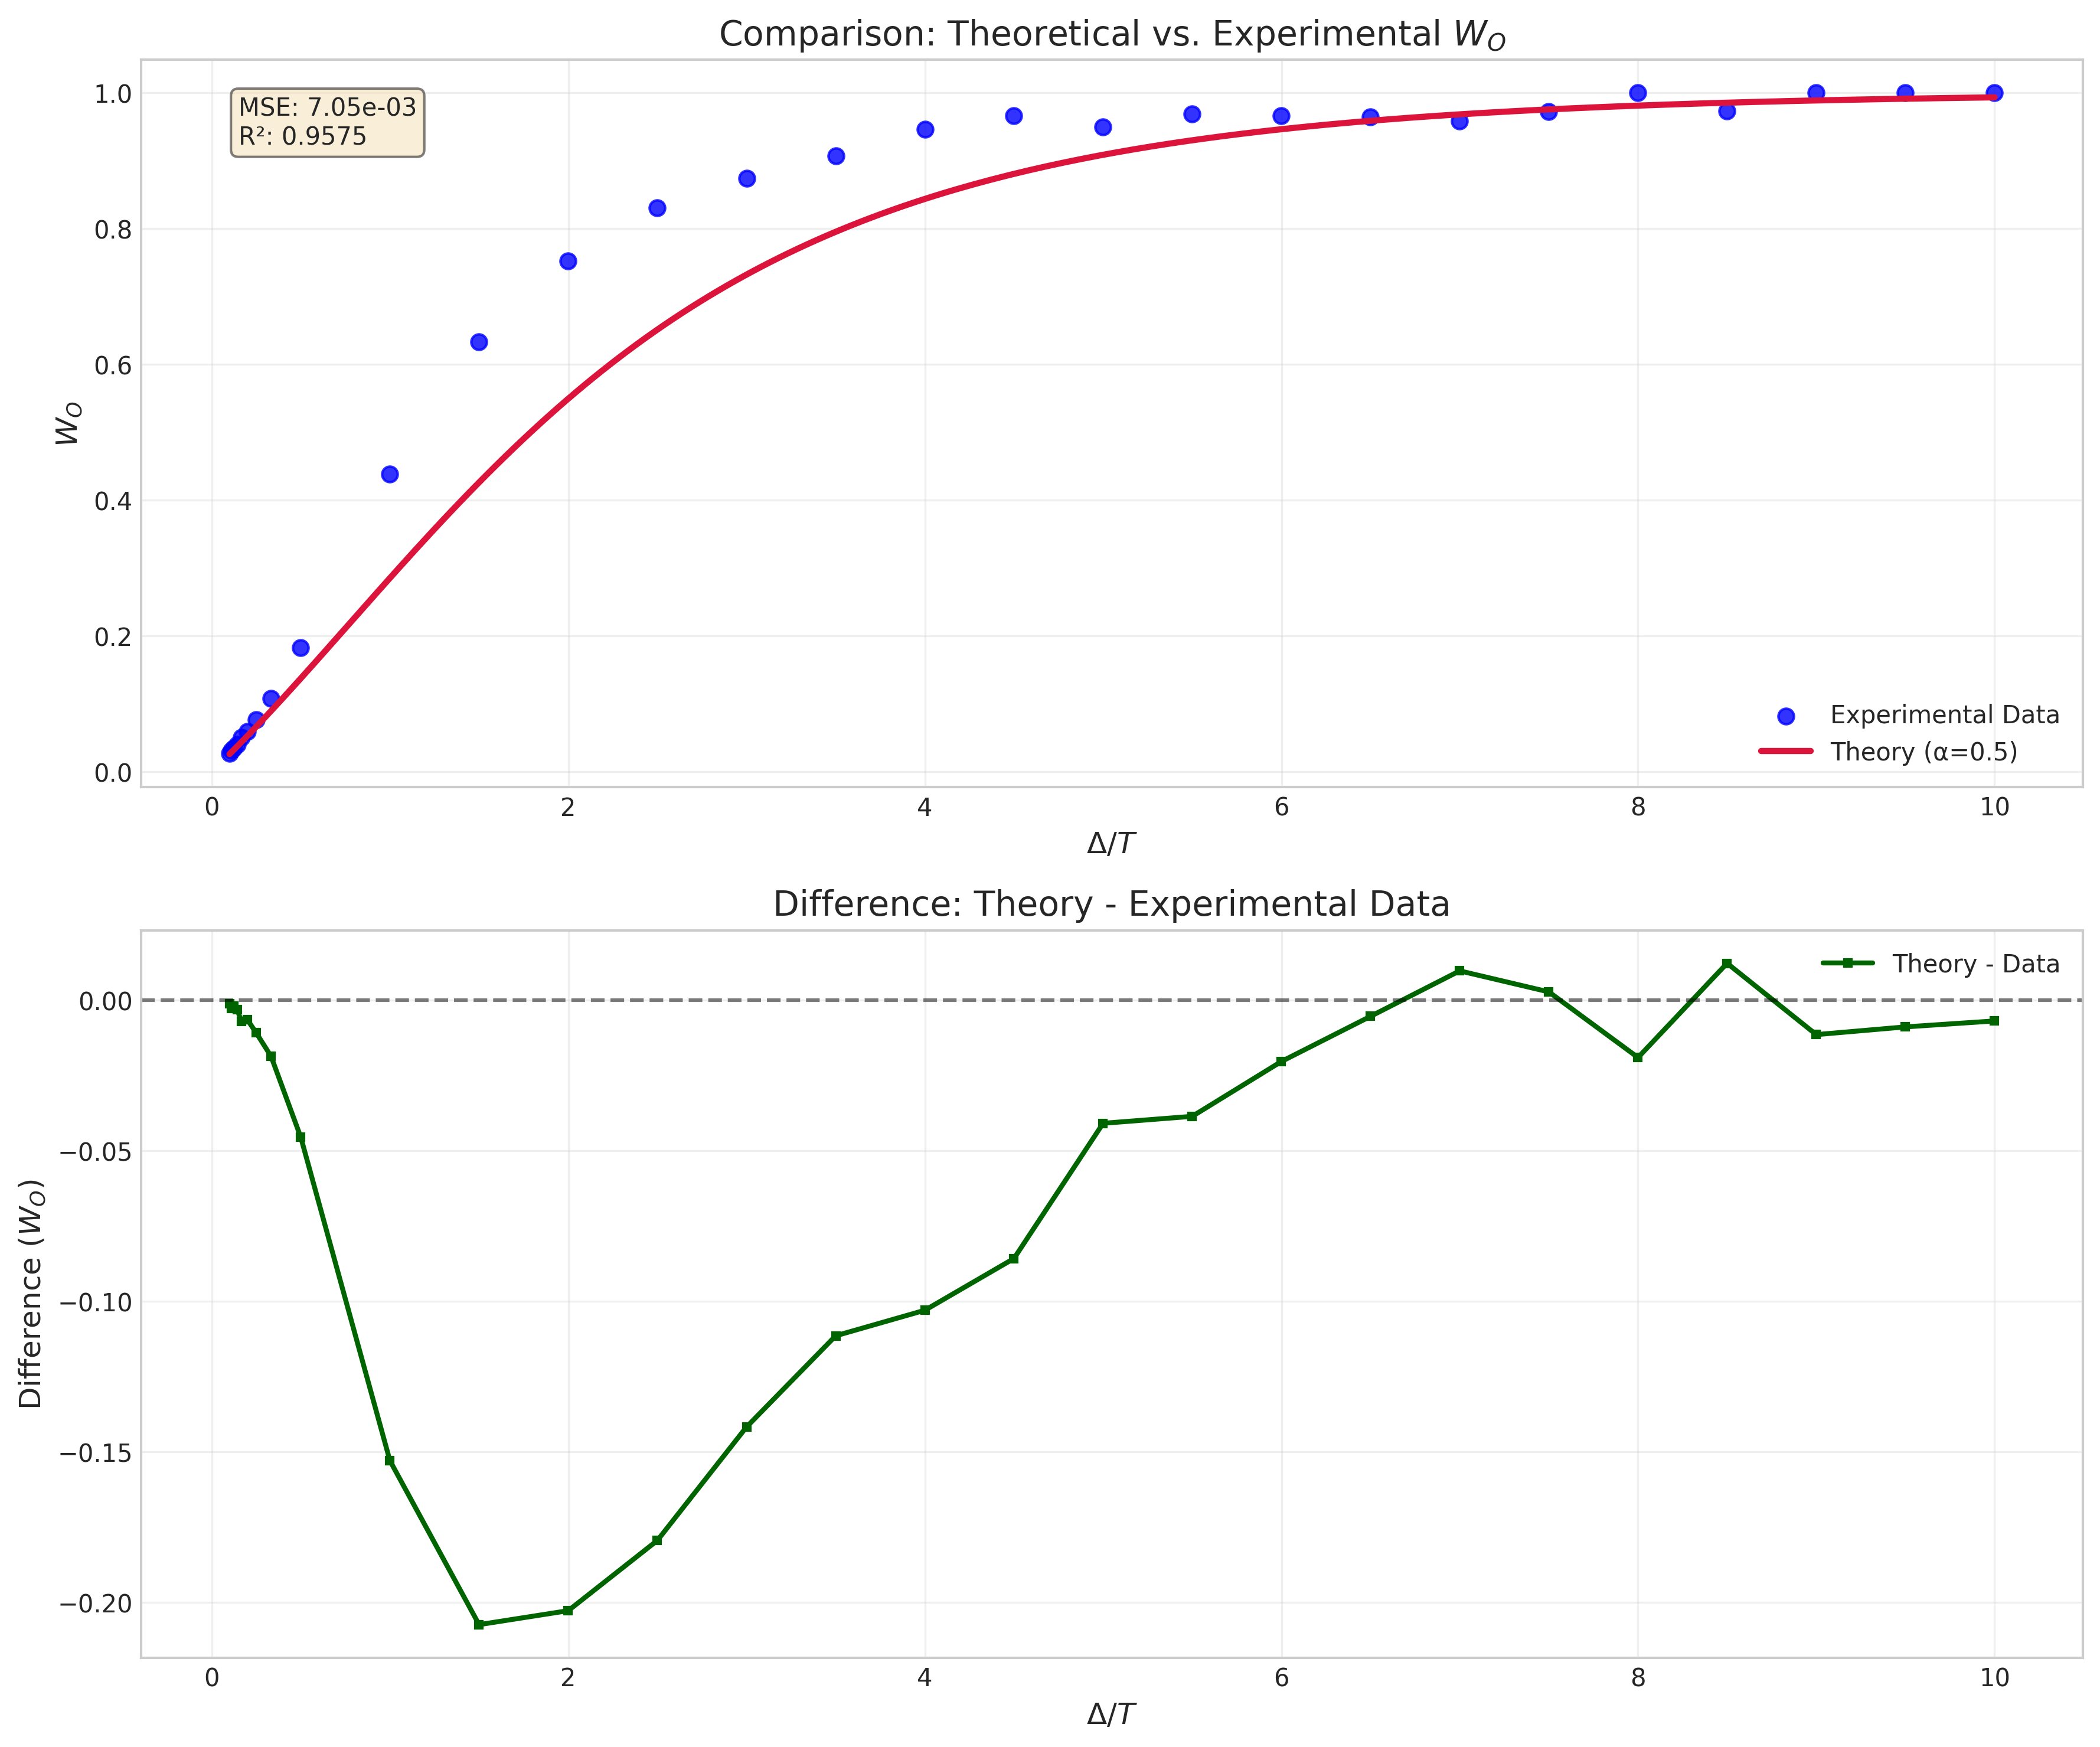 Comparison: Theoretical vs. Experimental W_O
MSE: 7.05e-03
R²: 0.9575
1.0
0.8
0.6
0.4
0.2
0.0
W_O
Experimental Data
Theory (α=0.5)
0 2 4 6 8 10
Δ/T
Difference: Theory - Experimental Data
Theory - Data
0.00
−0.05
−0.10
−0.15
−0.20
Difference (W_O)
0 2 4 6 8 10
Δ/T